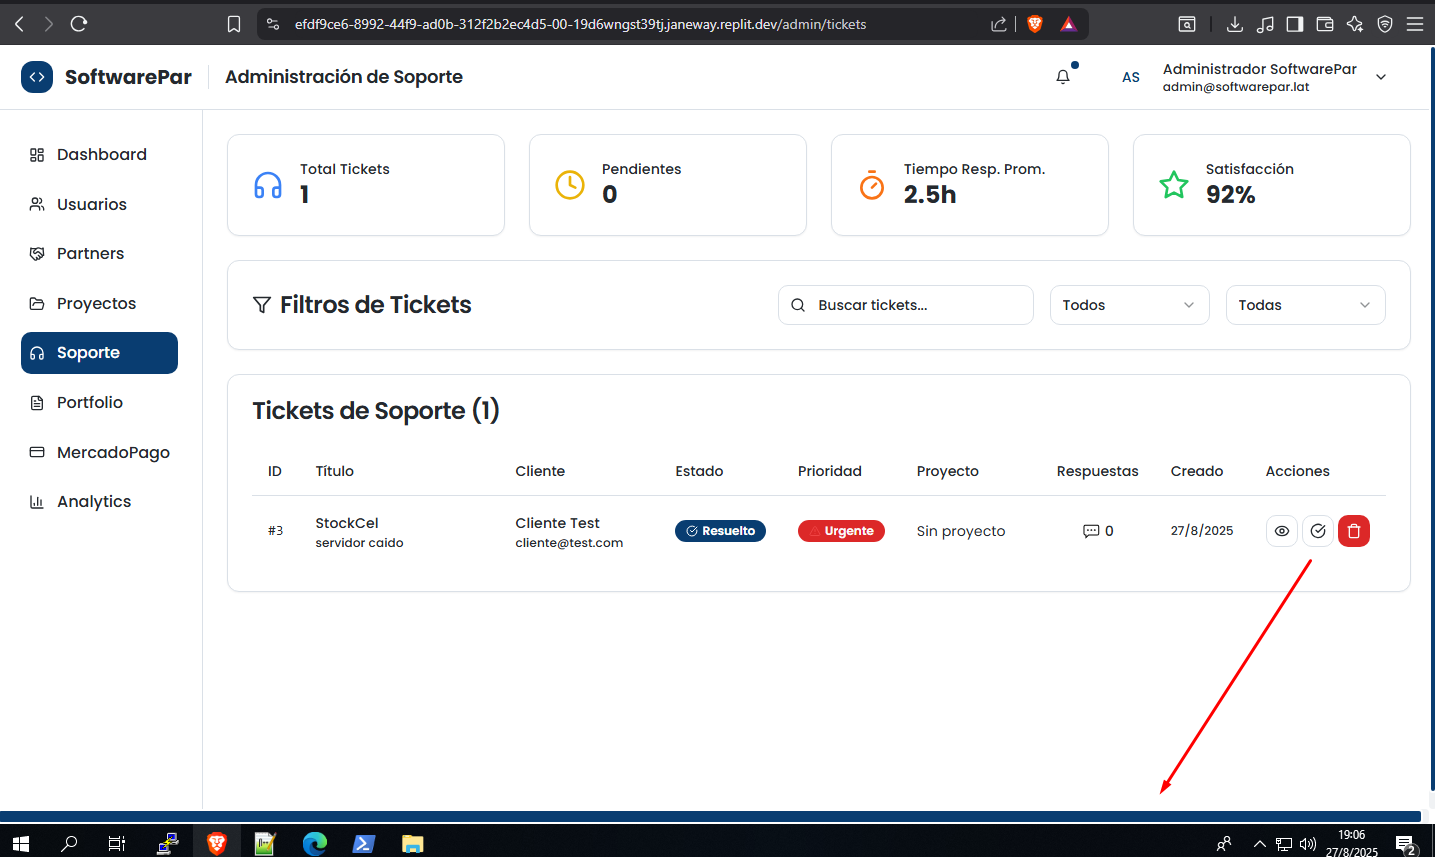 efdf9ce6-8992-44f9-ad0b-312f2b2ec4d5-00-19d6wngst39tj.janeway.replit.dev/admin/tickets
SoftwarePar
Administración de Soporte
AS
Administrador SoftwarePar
admin@softwarepar.lat
Dashboard
Usuarios
Partners
Proyectos
Soporte
Portfolio
MercadoPago
Analytics
Total Tickets
1
Pendientes
0
Tiempo Resp. Prom.
2.5h
Satisfacción
92%
Filtros de Tickets
Buscar tickets...
Todos
Todas
Tickets de Soporte (1)
ID Título Cliente Estado Prioridad Proyecto Respuestas Creado Acciones
#3 StockCel Cliente Test Resuelto Urgente Sin proyecto 0 27/8/2025
servidor caido cliente@test.com
19:06
27/8/2025
2